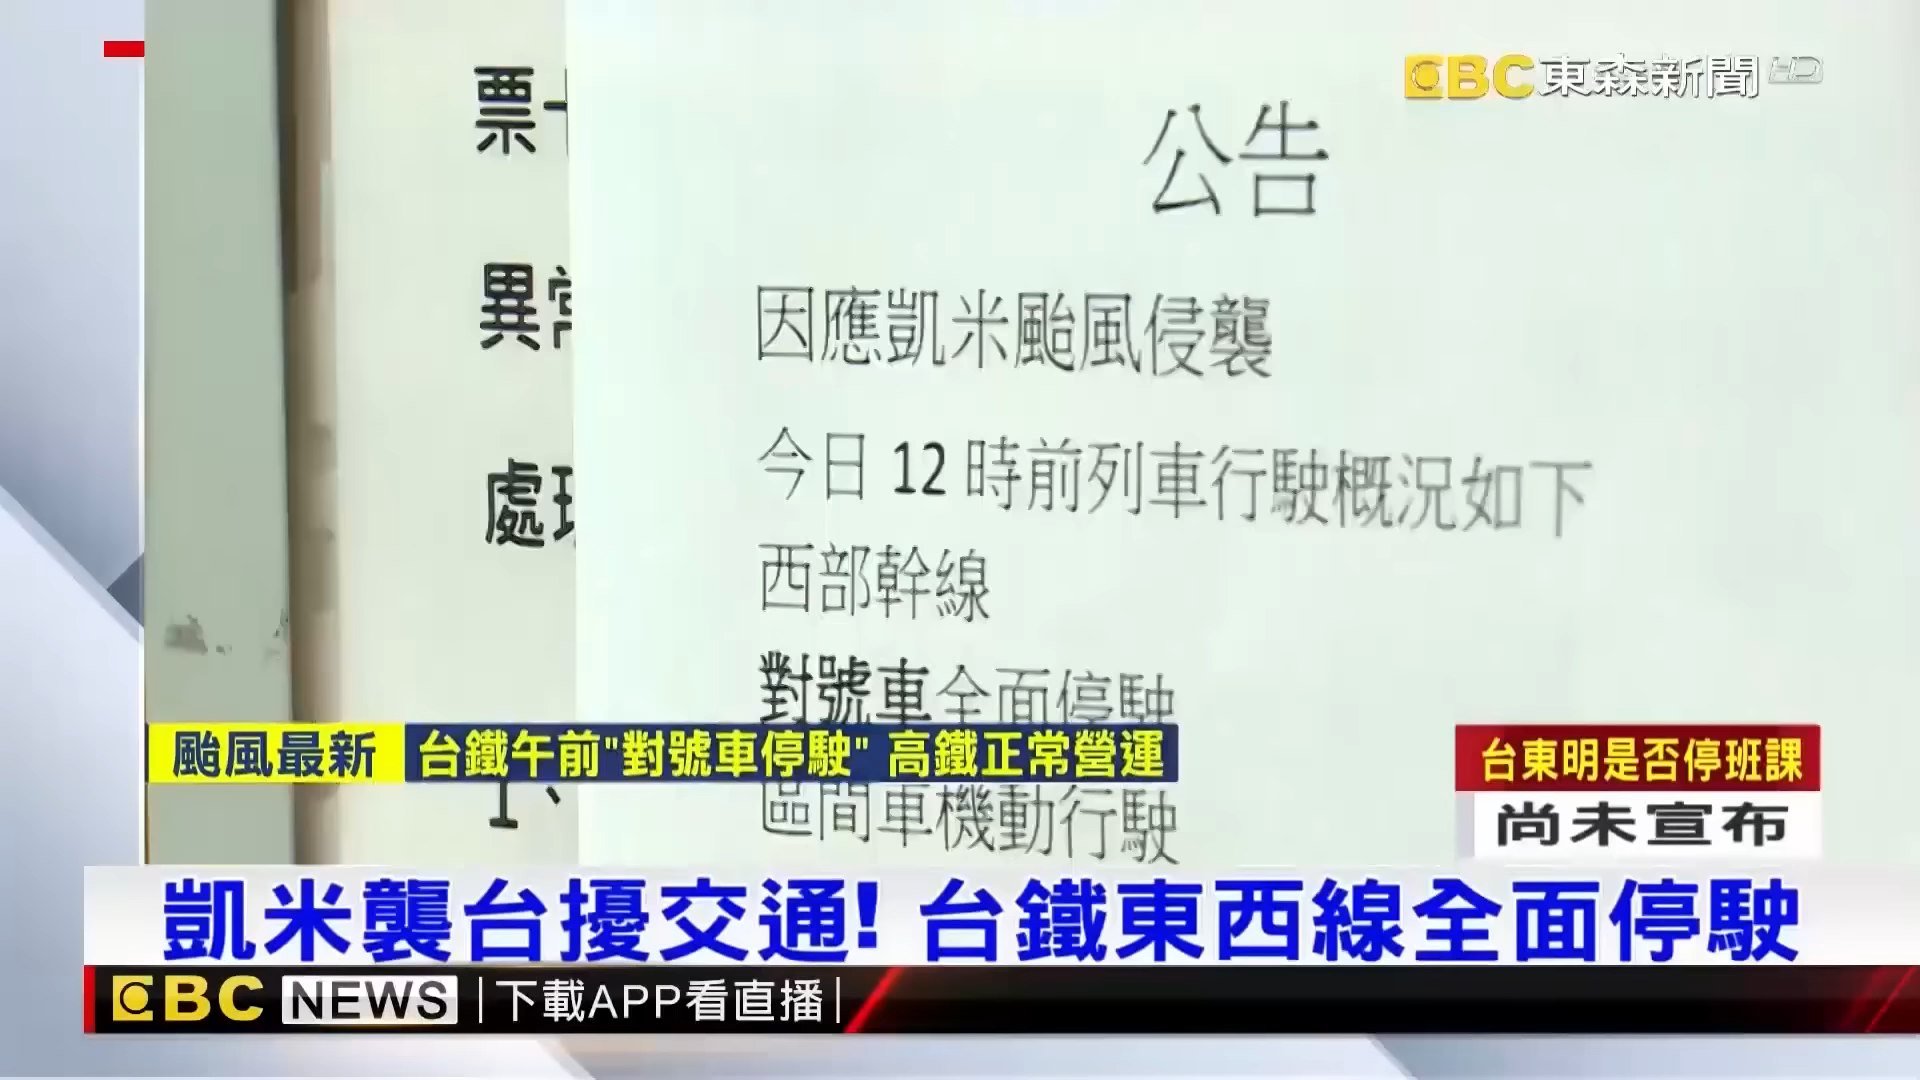 EBC東森新聞HD
票
異常
處
公告
因應凱米颱風侵襲
今日 12 時前列車行駛概況如下
西部幹線
對號車全面停駛
颱風最新
台鐵午前"對號車停駛" 高鐵正常營運
1、
區間車機動行駛
台東明是否停班課
尚未宣布
凱米襲台擾交通! 台鐵東西線全面停駛
EBC NEWS |下載APP看直播|